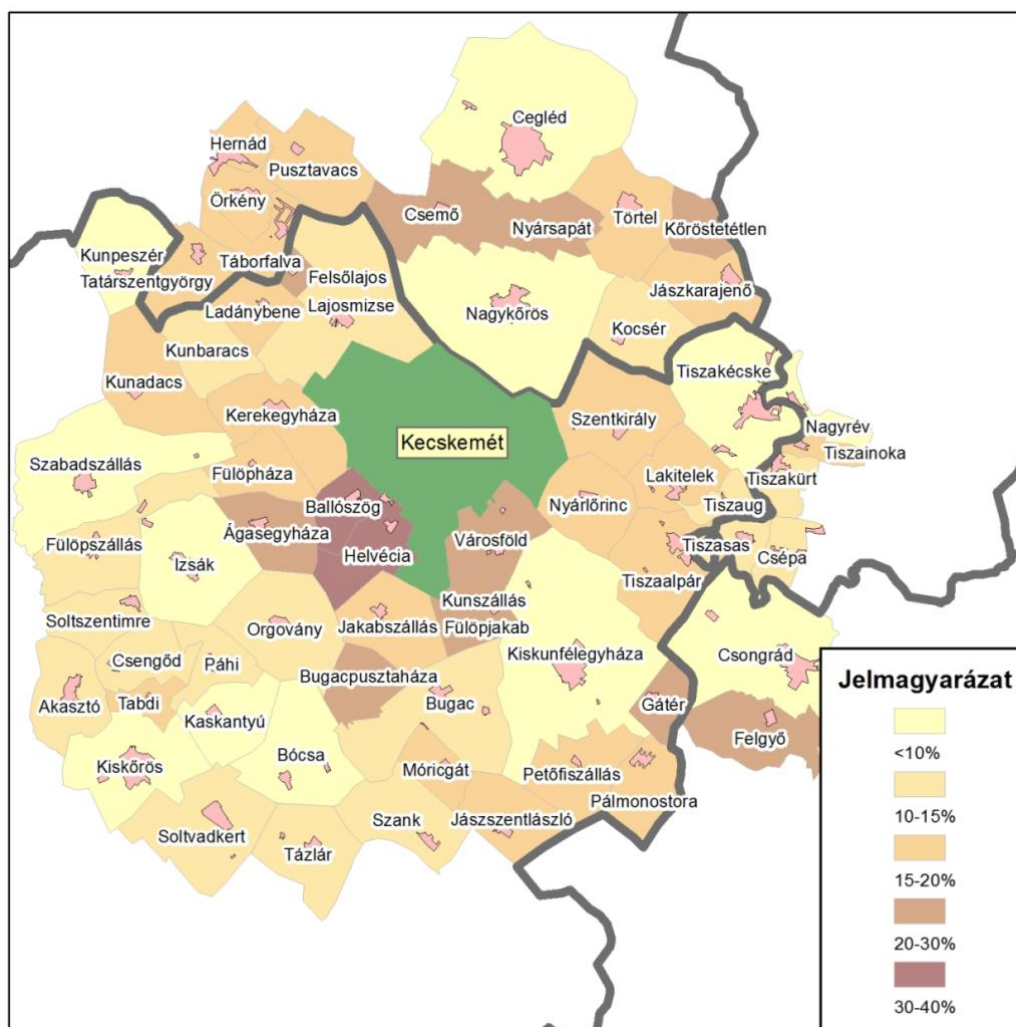 Cegléd
Hernád
Pusztavacs
Örkény
Csemő
Törtel
Nyársapát
Kőröstetétlen
Kunpeszér
Táborfalva
Felsőlajos
Tatárszentgyörgy
Jászkarajenő
Ladánybene
Lajosmizse
Nagykőrös
Kocsér
Kunbaracs
Tiszakécske
Kunadacs
Kerekegyháza
Szentkirály
Nagyrév
Kecskemét
Tiszainoka
Szabadszállás
Fülöpháza
Lakitelek
Tiszakürt
Ballószög
Nyárlőrinc
Tiszaug
Ágasegyháza
Városföld
Fülöpszállás
Helvécia
Tiszasas
Csépa
Izsák
Tiszaalpár
Kunszállás
Soltszentimre
Orgovány
Jakabszállás
Fülöpjakab
Kiskunfélegyháza
Csongrád
Csengőd
Páhi
Bugacpusztaháza
Akasztó
Tabdi
Bugac
Gátér
Kaskantyú
Felgyő
Kiskőrös
Bócsa
Móricgát
Petőfiszállás
Pálmonostora
Soltvadkert
Szank
Jászszentlászló
Tázlár
Jelmagyarázat
<10%
10-15%
15-20%
20-30%
30-40%